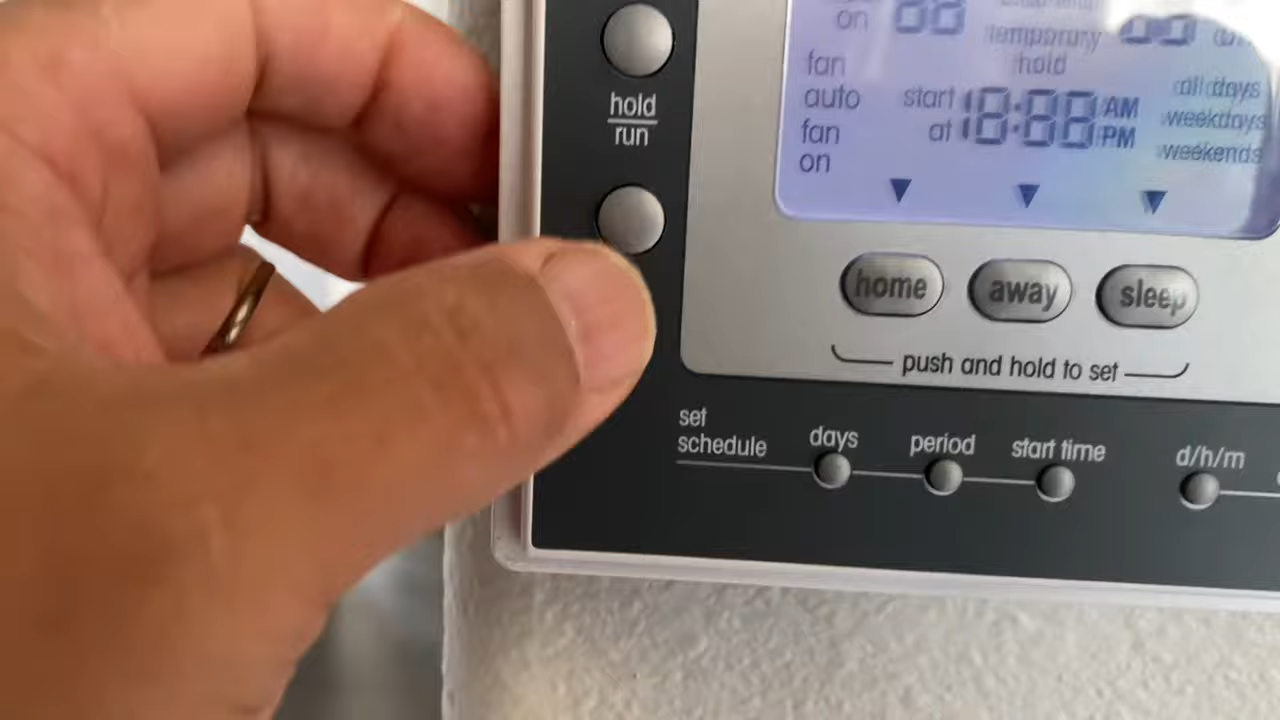 on 88
temporary
hold
fan
auto
fan
on
start
at
18:88 AM
PM
all days
weekdays
weekends
hold
run
home away sleep
push and hold to set
set
schedule
days period start time d/h/m